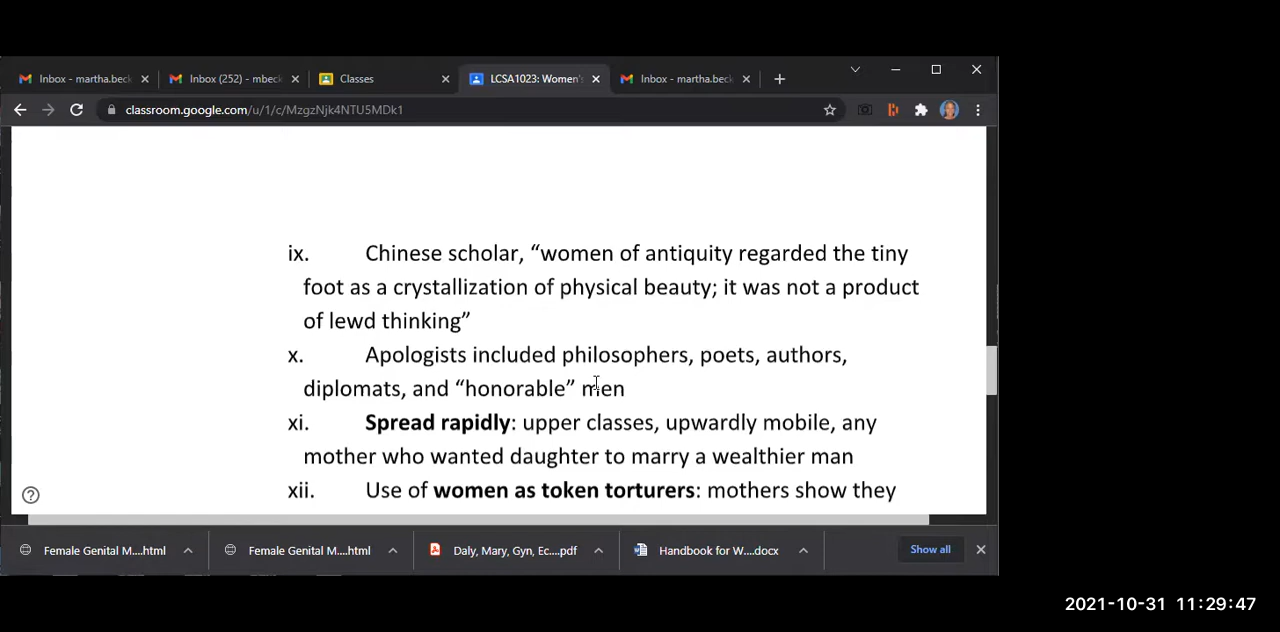 Inbox - martha.beck
Inbox (252) - mbeck
Classes
LCSA1023: Women's
Inbox - martha.beck
classroom.google.com/u/1/c/MzgzNjk4NTU5MDk1
ix. Chinese scholar, “women of antiquity regarded the tiny
foot as a crystallization of physical beauty; it was not a product
of lewd thinking”
x. Apologists included philosophers, poets, authors,
diplomats, and “honorable” men
xi. Spread rapidly: upper classes, upwardly mobile, any
mother who wanted daughter to marry a wealthier man
xii. Use of women as token torturers: mothers show they
Female Genital M....html
Female Genital M....html
Daly, Mary, Gyn, Ec....pdf
Handbook for W....docx
Show all
2021-10-31 11:29:47